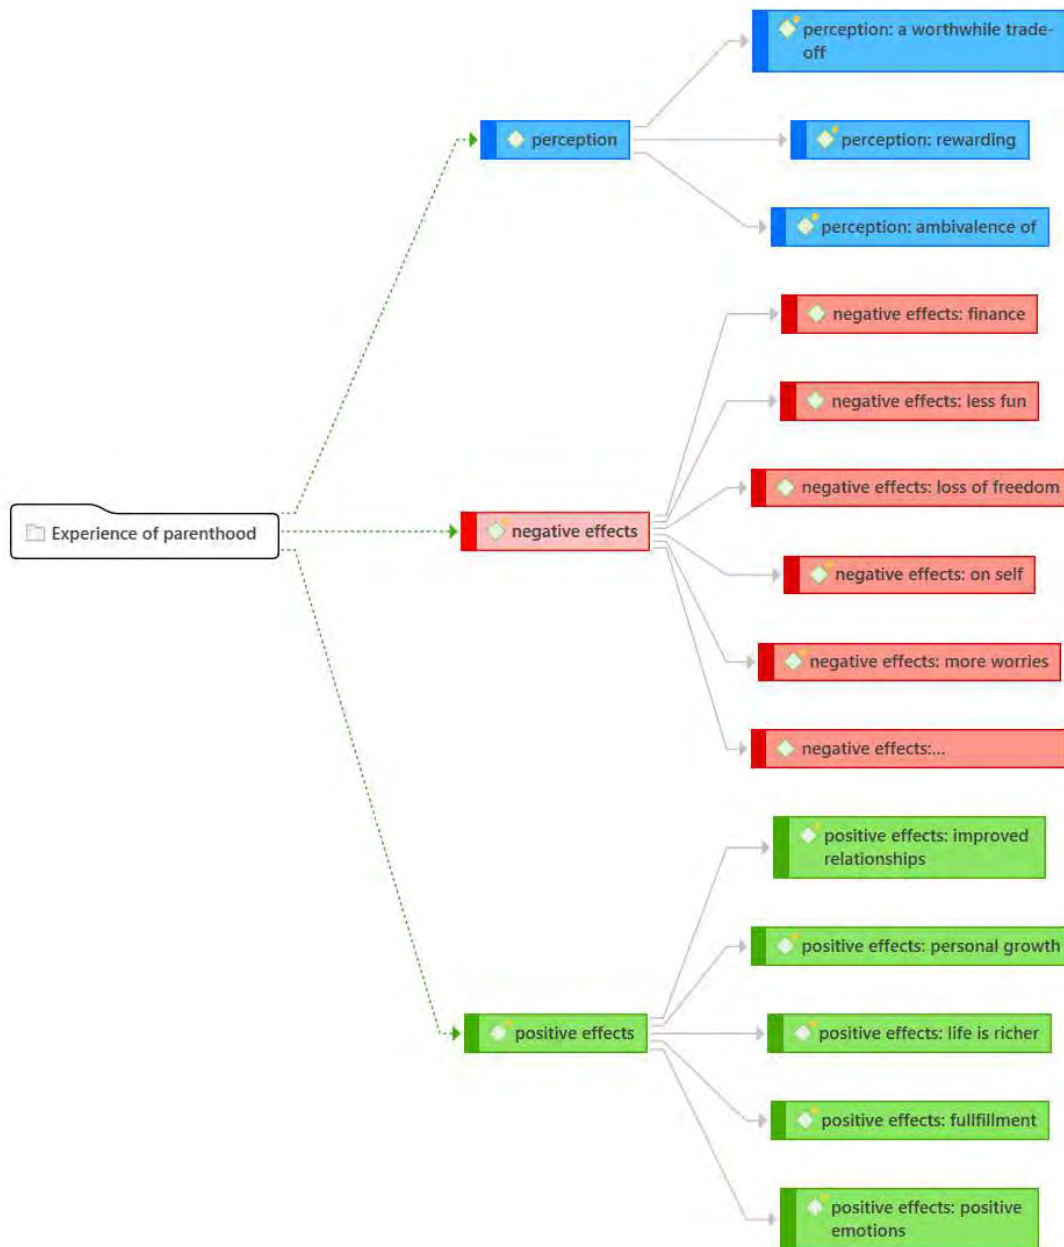 perception: a worthwhile trade-
off
perception
perception: rewarding
perception: ambivalence of
negative effects: finance
negative effects: less fun
negative effects: loss of freedom
Experience of parenthood
negative effects
negative effects: on self
negative effects: more worries
negative effects:...
positive effects: improved
relationships
positive effects: personal growth
positive effects
positive effects: life is richer
positive effects: fullfillment
positive effects: positive
emotions